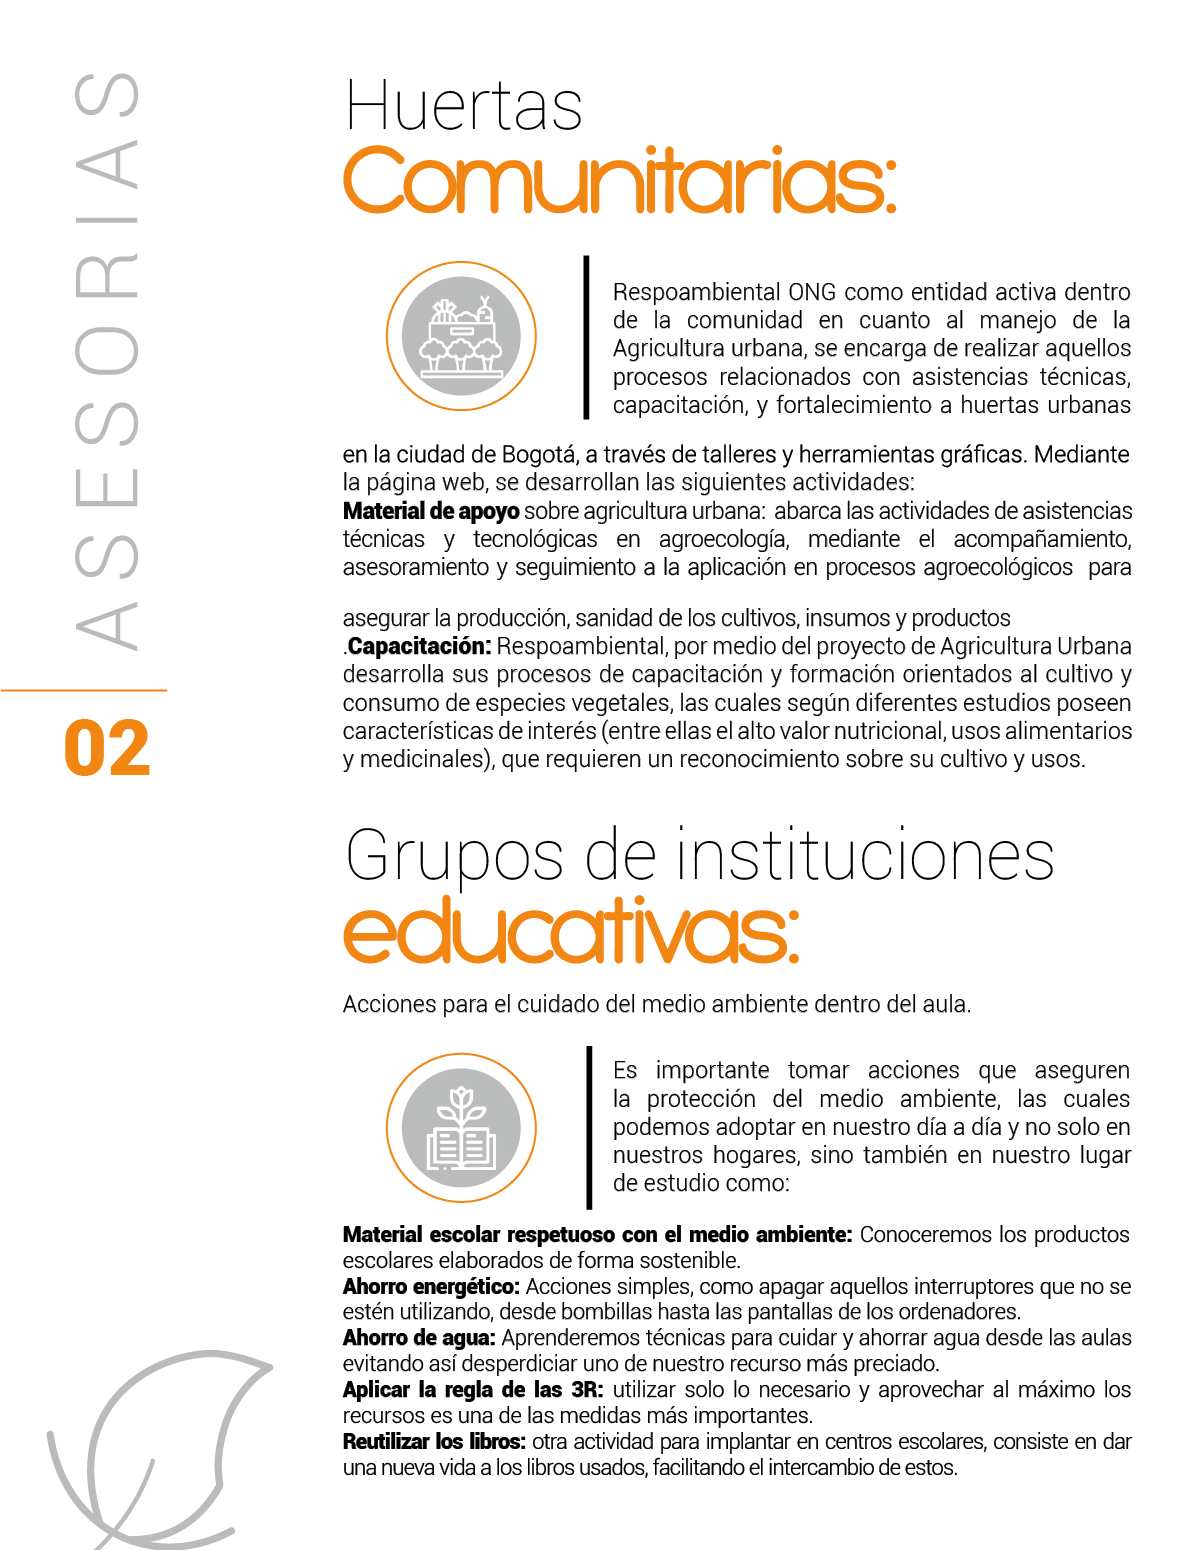 ASESORIAS
02
Huertas
Comunitarias:
Respoambiental ONG como entidad activa dentro
de la comunidad en cuanto al manejo de la
Agricultura urbana, se encarga de realizar aquellos
procesos relacionados con asistencias técnicas,
capacitación, y fortalecimiento a huertas urbanas
en la ciudad de Bogotá, a través de talleres y herramientas gráficas. Mediante
la página web, se desarrollan las siguientes actividades:
Material de apoyo sobre agricultura urbana: abarca las actividades de asistencias
técnicas y tecnológicas en agroecología, mediante el acompañamiento,
asesoramiento y seguimiento a la aplicación en procesos agroecológicos para
asegurar la producción, sanidad de los cultivos, insumos y productos
.Capacitación: Respoambiental, por medio del proyecto de Agricultura Urbana
desarrolla sus procesos de capacitación y formación orientados al cultivo y
consumo de especies vegetales, las cuales según diferentes estudios poseen
características de interés (entre ellas el alto valor nutricional, usos alimentarios
y medicinales), que requieren un reconocimiento sobre su cultivo y usos.
Grupos de instituciones
educativas:
Acciones para el cuidado del medio ambiente dentro del aula.
Es importante tomar acciones que aseguren
la protección del medio ambiente, las cuales
podemos adoptar en nuestro día a día y no solo en
nuestros hogares, sino también en nuestro lugar
de estudio como:
Material escolar respetuoso con el medio ambiente: Conoceremos los productos
escolares elaborados de forma sostenible.
Ahorro energético: Acciones simples, como apagar aquellos interruptores que no se
estén utilizando, desde bombillas hasta las pantallas de los ordenadores.
Ahorro de agua: Aprenderemos técnicas para cuidar y ahorrar agua desde las aulas
evitando así desperdiciar uno de nuestro recurso más preciado.
Aplicar la regla de las 3R: utilizar solo lo necesario y aprovechar al máximo los
recursos es una de las medidas más importantes.
Reutilizar los libros: otra actividad para implantar en centros escolares, consiste en dar
una nueva vida a los libros usados, facilitando el intercambio de estos.